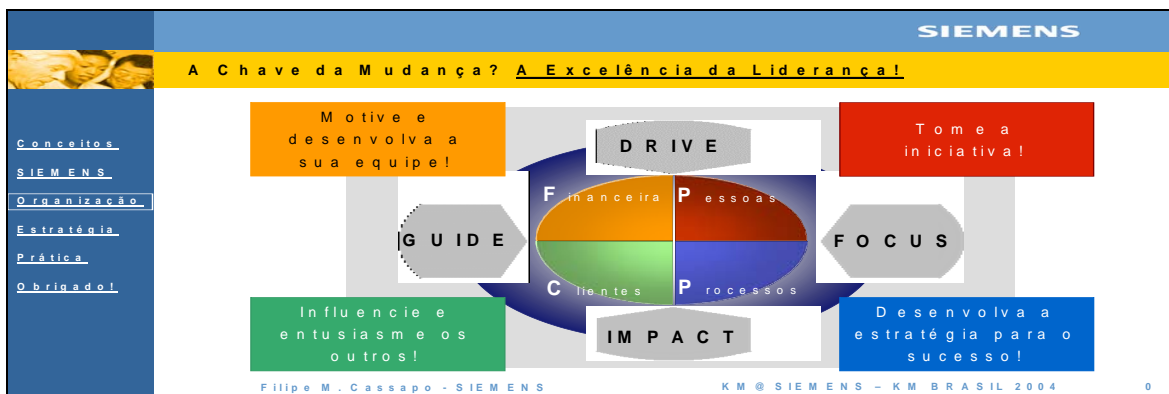 SIEMENS
A Chave da Mudança? A Excelência da Liderança!
Conceitos
SIEMENS
Organização
Estratégia
Prática
Obrigado!
Motive e
desenvolva a
sua equipe!
DRIVE
Tome a
iniciativa!
Financeira
Pessoas
GUIDE
FOCUS
Clientes
Processos
Influencie e
entusiasme os
outros!
IMPACT
Desenvolva a
estratégia para o
sucesso!
Filipe M. Cassapo - SIEMENS
KM @ SIEMENS – KM BRASIL 2004
0